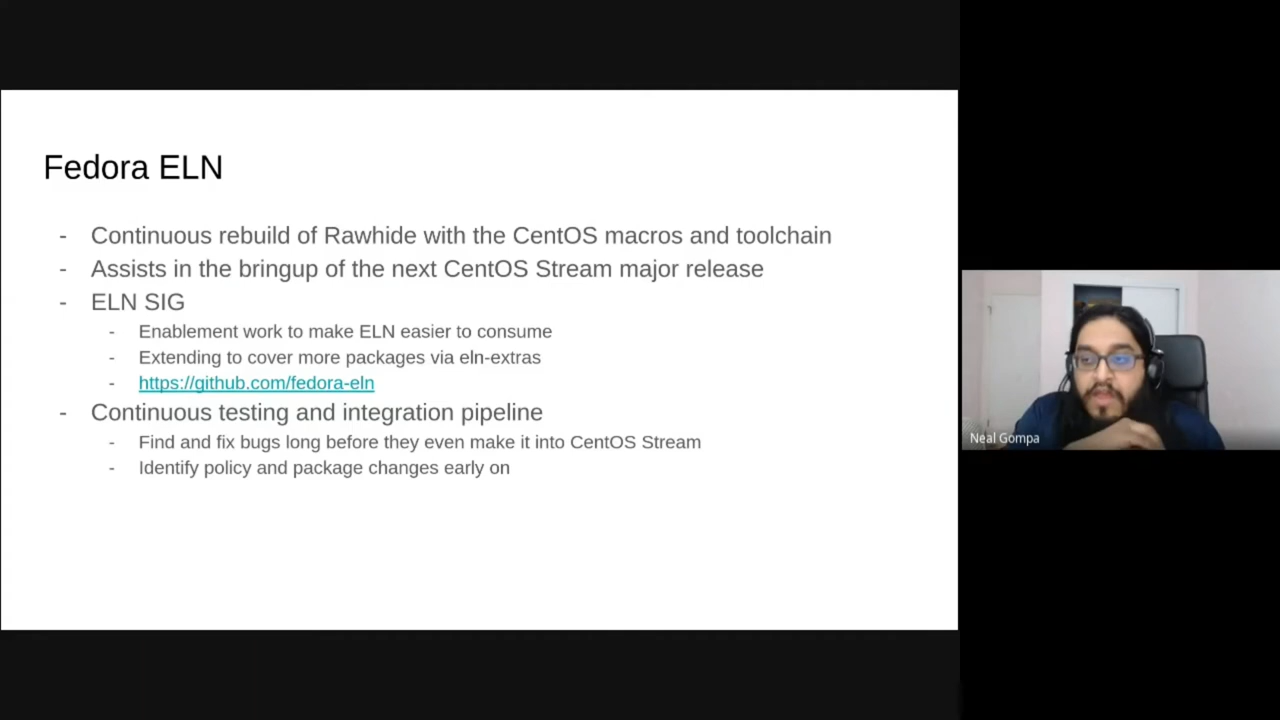 Fedora ELN
- Continuous rebuild of Rawhide with the CentOS macros and toolchain
- Assists in the bringup of the next CentOS Stream major release
- ELN SIG
- Enablement work to make ELN easier to consume
- Extending to cover more packages via eln-extras
- https://github.com/fedora-eln
- Continuous testing and integration pipeline
- Find and fix bugs long before they even make it into CentOS Stream
- Identify policy and package changes early on
Neal Gompa